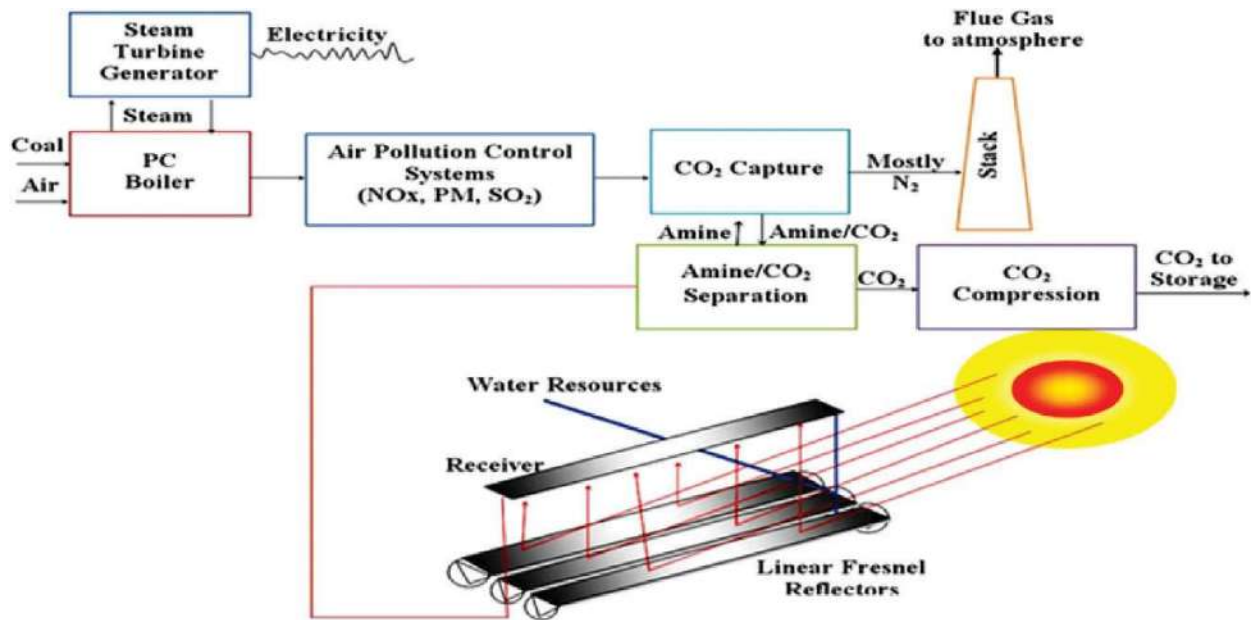 Steam
Turbine
Generator
Electricity
Flue Gas
to atmosphere
Steam
Coal
Air
PC
Boiler
Air Pollution Control
Systems
(NOx, PM, SO₂)
CO₂ Capture
Mostly
N₂
Stack
Amine
Amine/CO₂
Amine/CO₂
Separation
CO₂
CO₂
Compression
CO₂ to
Storage
Water Resources
Receiver
Linear Fresnel
Reflectors